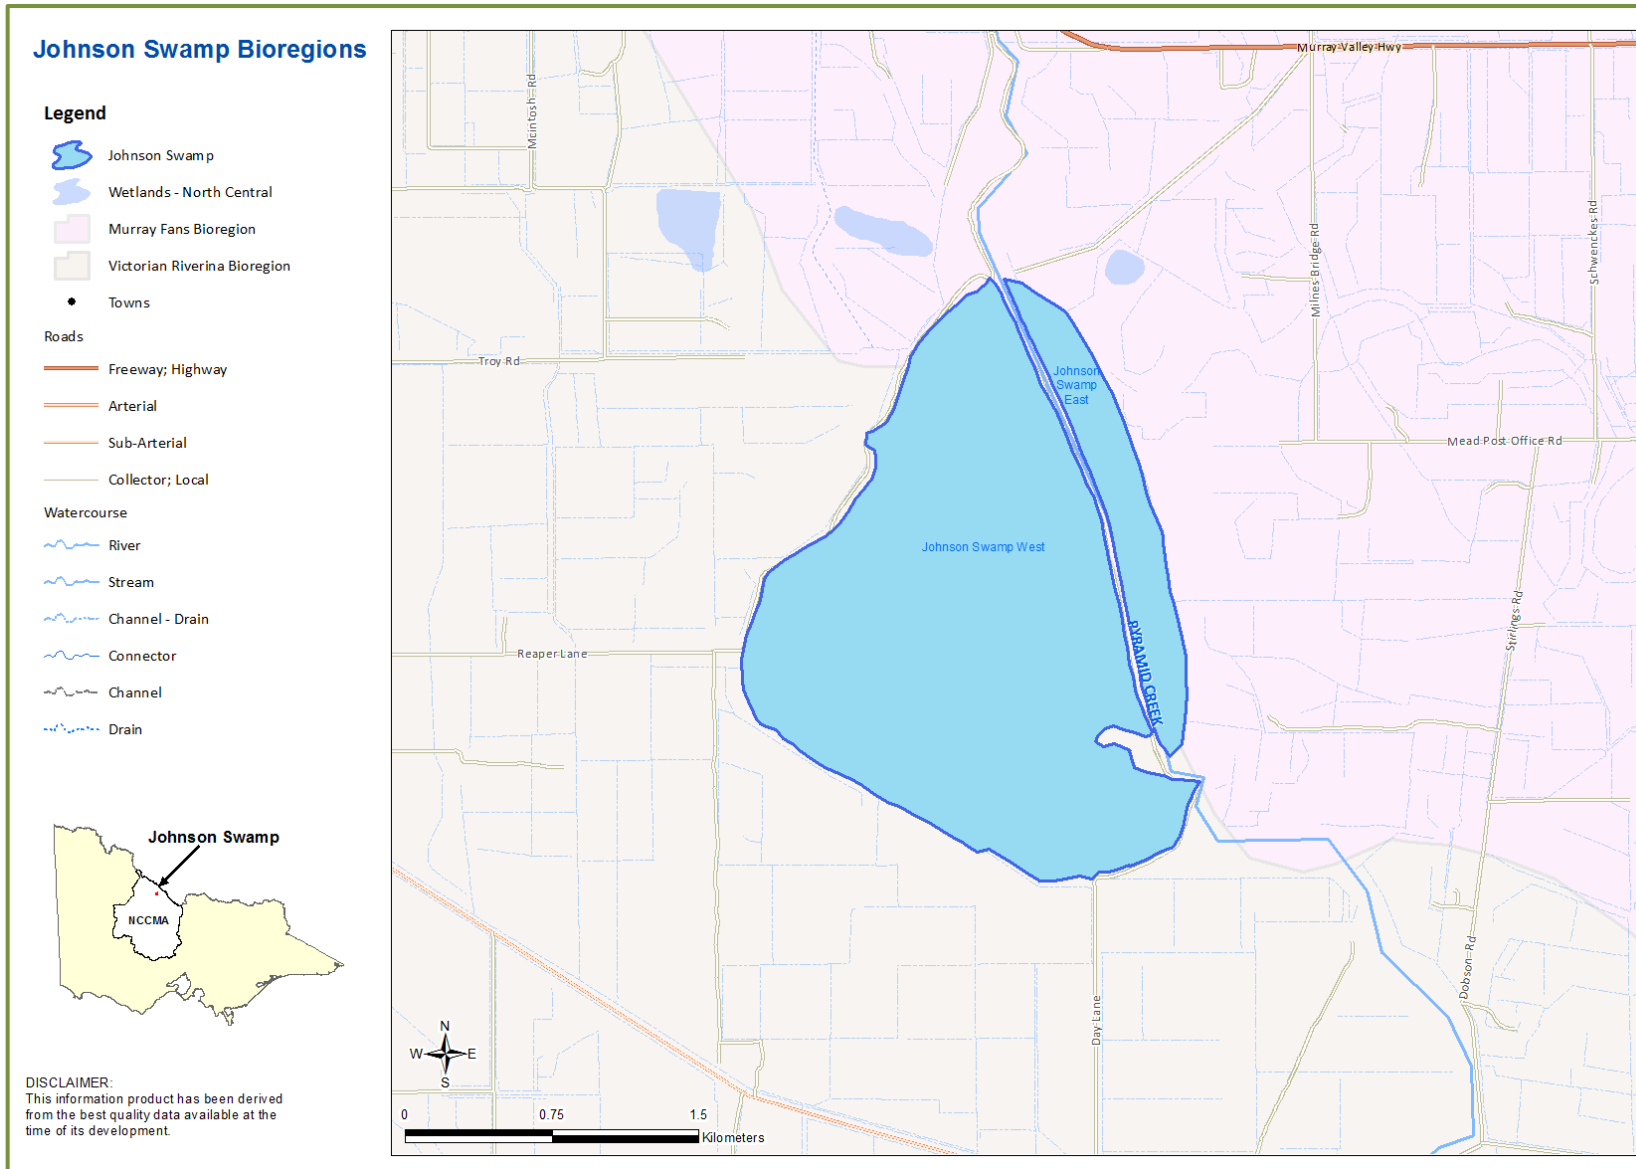 Johnson Swamp Bioregions
Legend
Johnson Swamp
Wetlands - North Central
Murray Fans Bioregion
Victorian Riverina Bioregion
Towns
Roads
Freeway; Highway
Arterial
Sub-Arterial
Collector; Local
Watercourse
River
Stream
Channel - Drain
Connector
Channel
Drain
Johnson Swamp
NCCMA
DISCLAIMER:
This information product has been derived
from the best quality data available at the
time of its development.
Murray Valley Hwy
Mcintosh Rd
Schwenckes Rd
Milnes Bridge Rd
Troy Rd
Johnson
Swamp
East
Mead Post Office Rd
Johnson Swamp West
Stirlings Rd
Reaper Lane
PYRAMID CREEK
Dobson Rd
Day Lane
N
W E
S
0 0.75 1.5
Kilometers